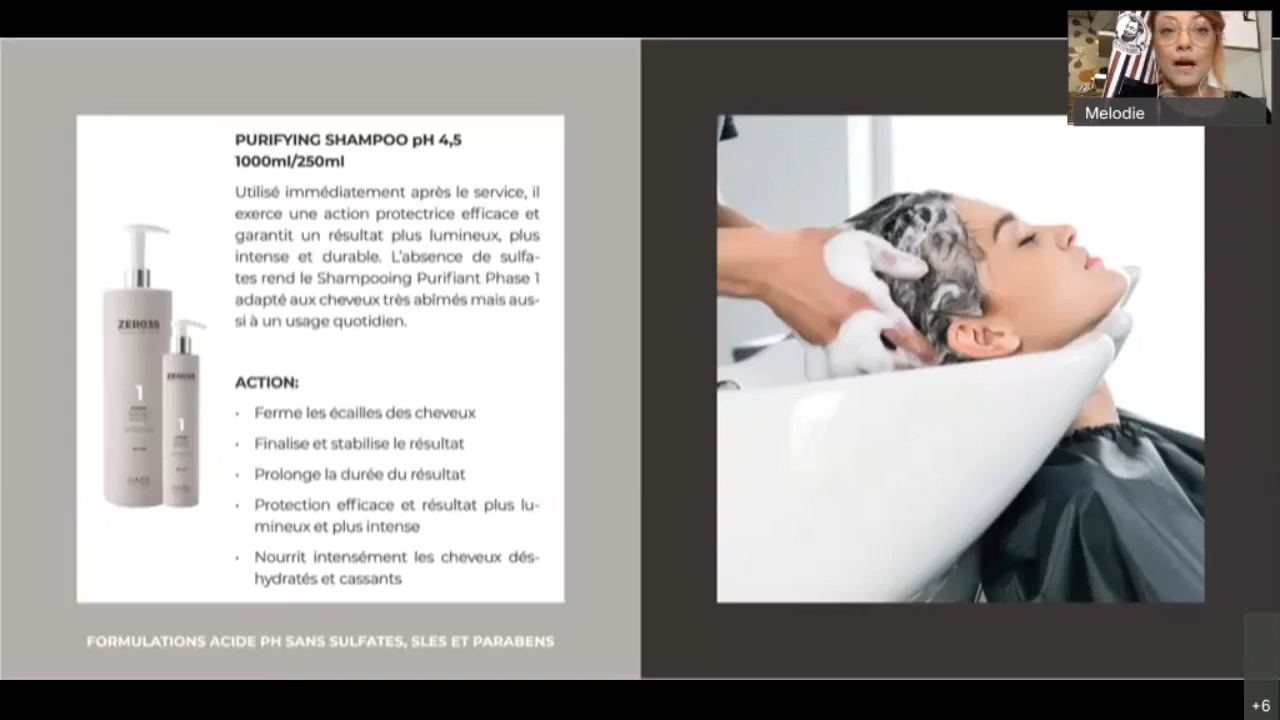 PURIFYING SHAMPOO pH 4,5
1000ml/250ml
Utilisé immédiatement après le service, il
exerce une action protectrice efficace et
garantit un résultat plus lumineux, plus
intense et durable. L'absence de sulfa-
tes rend le Shampooing Purifiant Phase 1
adapté aux cheveux très abîmés mais aus-
si à un usage quotidien.
ACTION:
• Ferme les écailles des cheveux
• Finalise et stabilise le résultat
• Prolonge la durée du résultat
• Protection efficace et résultat plus lu-
mineux et plus intense
• Nourrit intensément les cheveux dés-
hydratés et cassants
ZERO35
1
ZERO35
1
FORMULATIONS ACIDE PH SANS SULFATES, SLES ET PARABENS
Melodie
+6